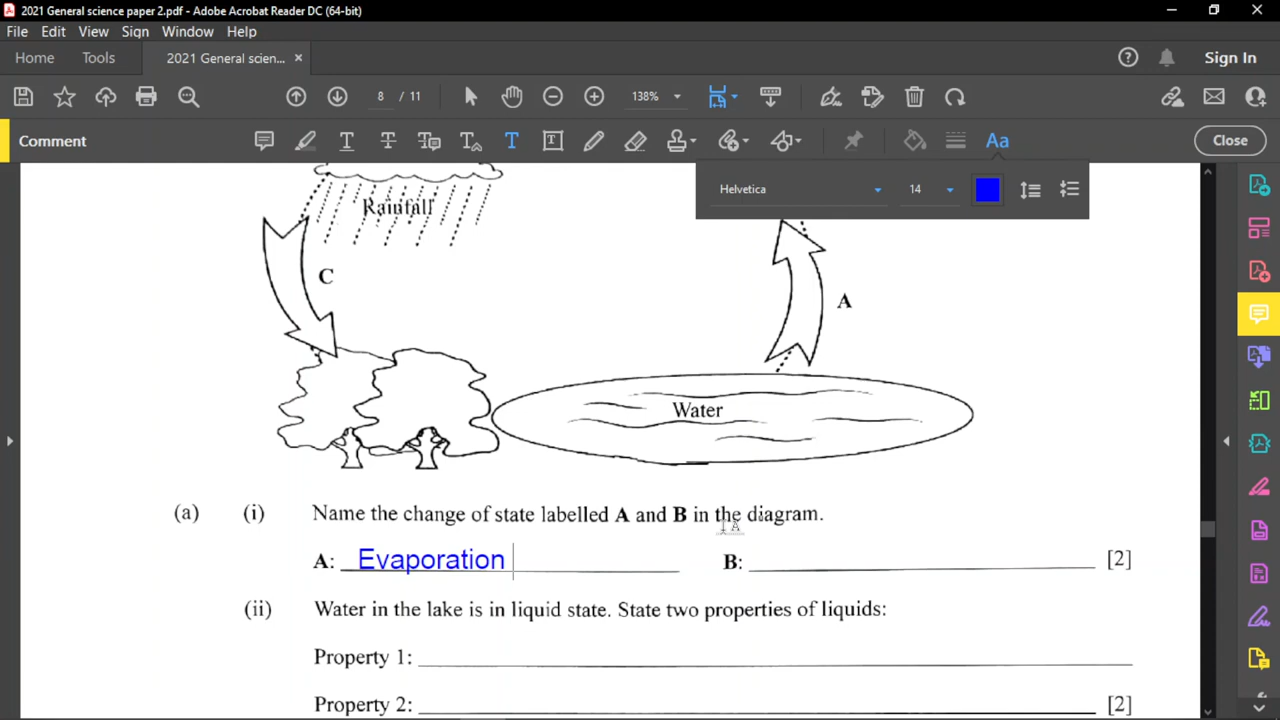 2021 General science paper 2.pdf - Adobe Acrobat Reader DC (64-bit)
File Edit View Sign Window Help
Home Tools 2021 General scien... × Sign In
8 / 11 138%
Comment Close
Helvetica 14
Rainfall
C
A
Water
(a) (i) Name the change of state labelled A and B in the diagram.
A: Evaporation B: [2]
(ii) Water in the lake is in liquid state. State two properties of liquids:
Property 1:
Property 2: [2]